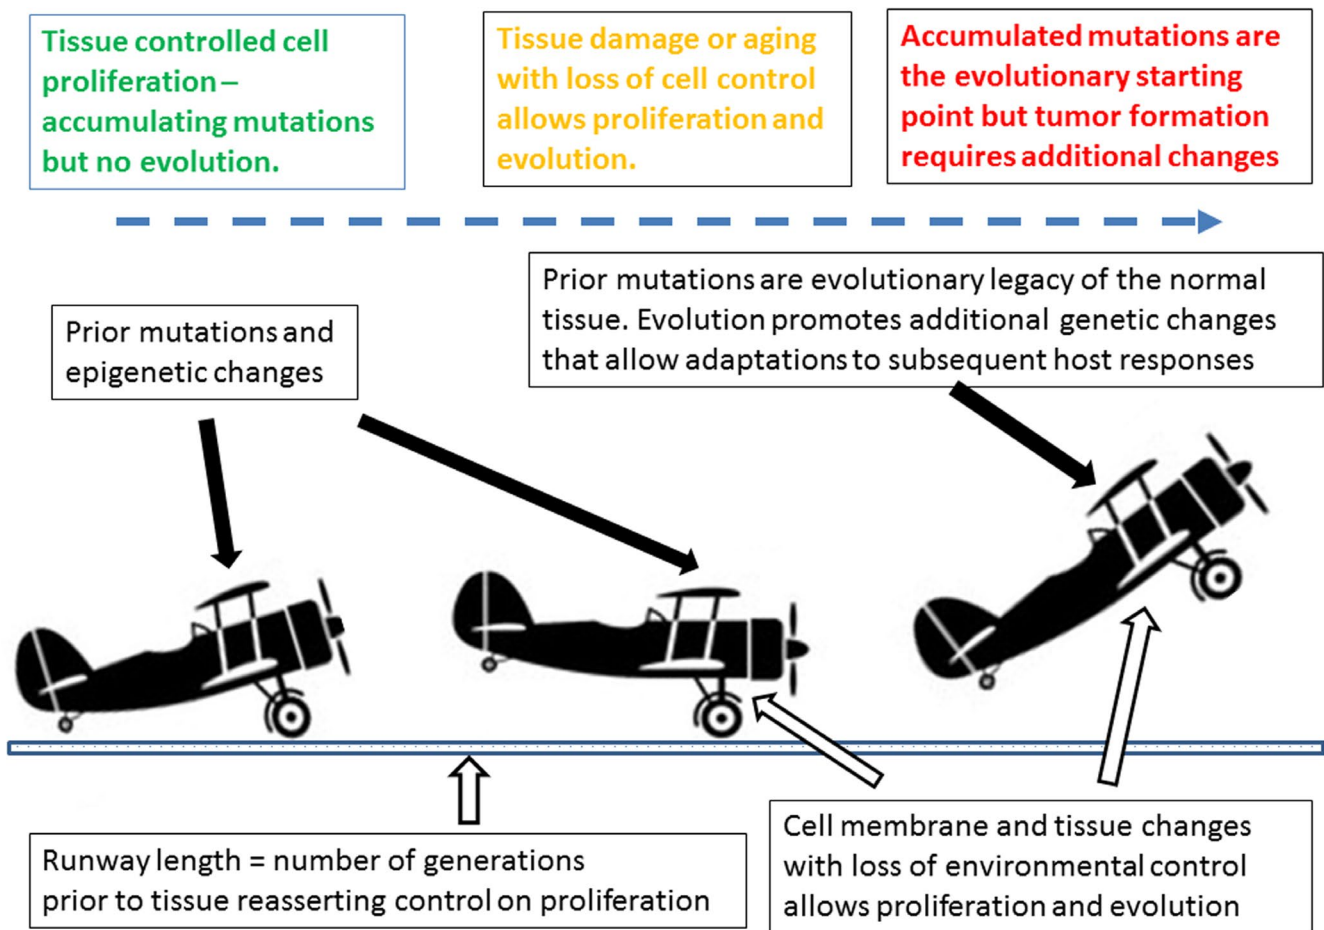 Tissue controlled cell
proliferation –
accumulating mutations
but no evolution.
Tissue damage or aging
with loss of cell control
allows proliferation and
evolution.
Accumulated mutations are
the evolutionary starting
point but tumor formation
requires additional changes
Prior mutations and
epigenetic changes
Prior mutations are evolutionary legacy of the normal
tissue. Evolution promotes additional genetic changes
that allow adaptations to subsequent host responses
Runway length = number of generations
prior to tissue reasserting control on proliferation
Cell membrane and tissue changes
with loss of environmental control
allows proliferation and evolution